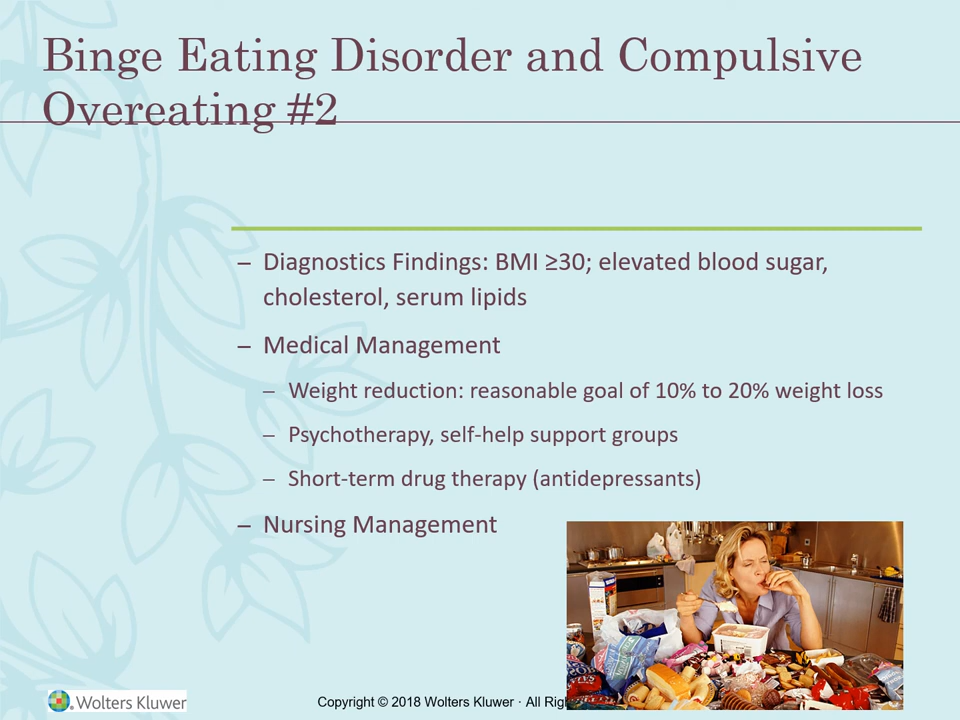 Binge Eating Disorder and Compulsive
Overeating #2
– Diagnostics Findings: BMI ≥30; elevated blood sugar,
cholesterol, serum lipids
– Medical Management
– Weight reduction: reasonable goal of 10% to 20% weight loss
– Psychotherapy, self-help support groups
– Short-term drug therapy (antidepressants)
– Nursing Management
Wolters Kluwer
Copyright © 2018 Wolters Kluwer · All